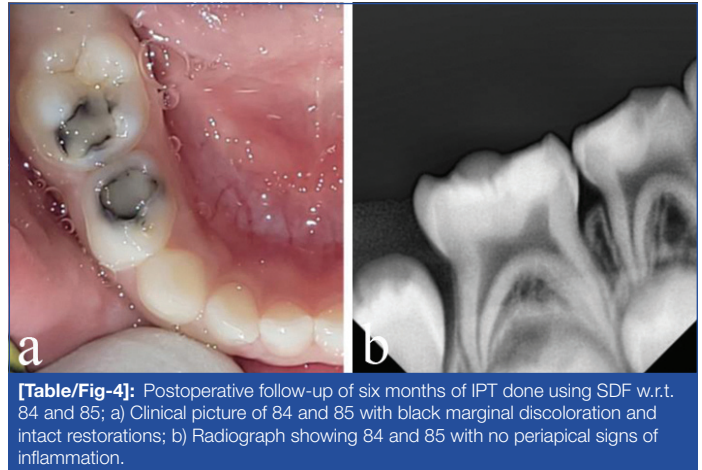 a
b
[Table/Fig-4]: Postoperative follow-up of six months of IPT done using SDF w.r.t.
84 and 85; a) Clinical picture of 84 and 85 with black marginal discoloration and
intact restorations; b) Radiograph showing 84 and 85 with no periapical signs of
inflammation.